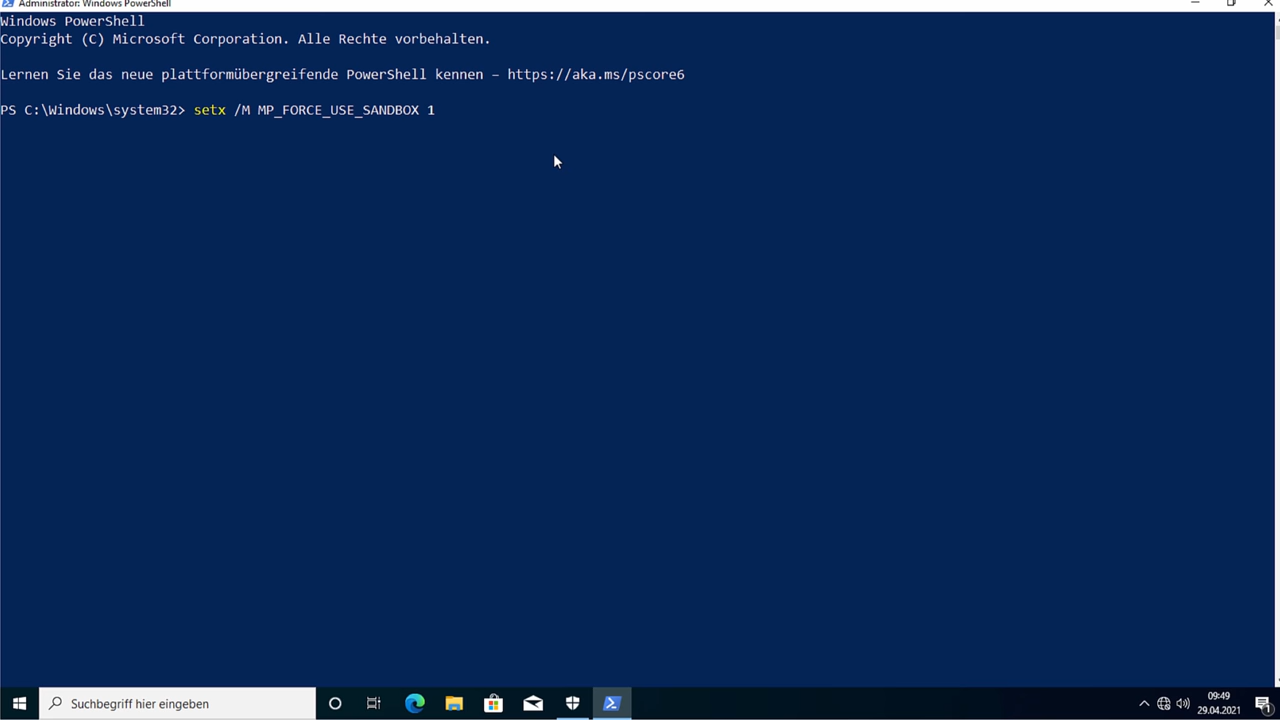 Administrator: Windows PowerShell
Windows PowerShell
Copyright (C) Microsoft Corporation. Alle Rechte vorbehalten.
Lernen Sie das neue plattformübergreifende PowerShell kennen – https://aka.ms/pscore6
PS C:\Windows\system32> setx /M MP_FORCE_USE_SANDBOX 1
Suchbegriff hier eingeben
09:49
29.04.2021
1